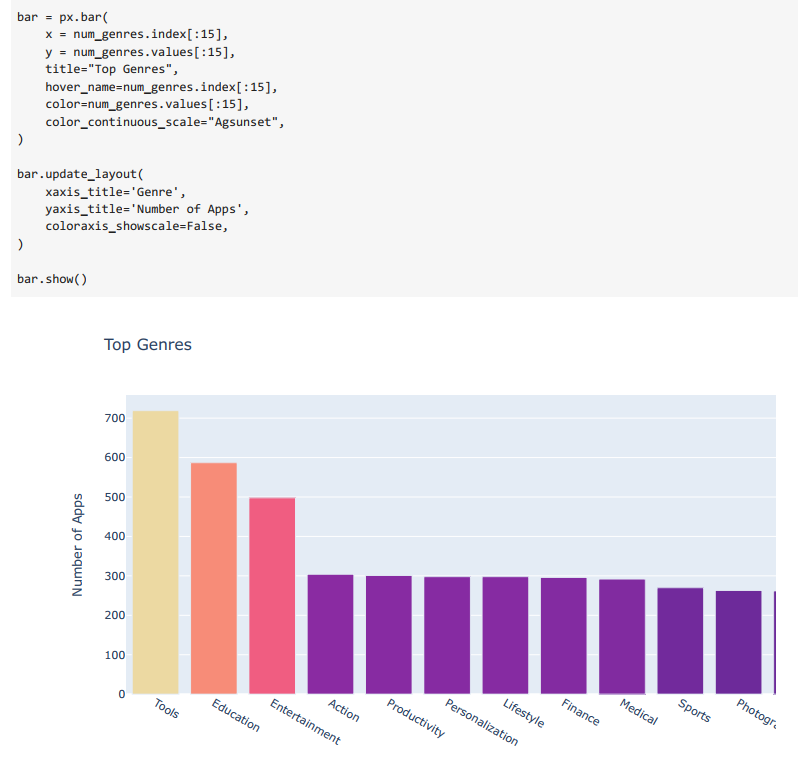 bar = px.bar(
    x = num_genres.index[:15],
    y = num_genres.values[:15],
    title="Top Genres",
    hover_name=num_genres.index[:15],
    color=num_genres.values[:15],
    color_continuous_scale="Agsunset",
)
bar.update_layout(
    xaxis_title='Genre',
    yaxis_title='Number of Apps',
    coloraxis_showscale=False,
)
bar.show()
Top Genres
Number of Apps
700
600
500
400
300
200
100
0
Tools
Education
Entertainment
Action
Productivity
Personalization
Lifestyle
Finance
Medical
Sports